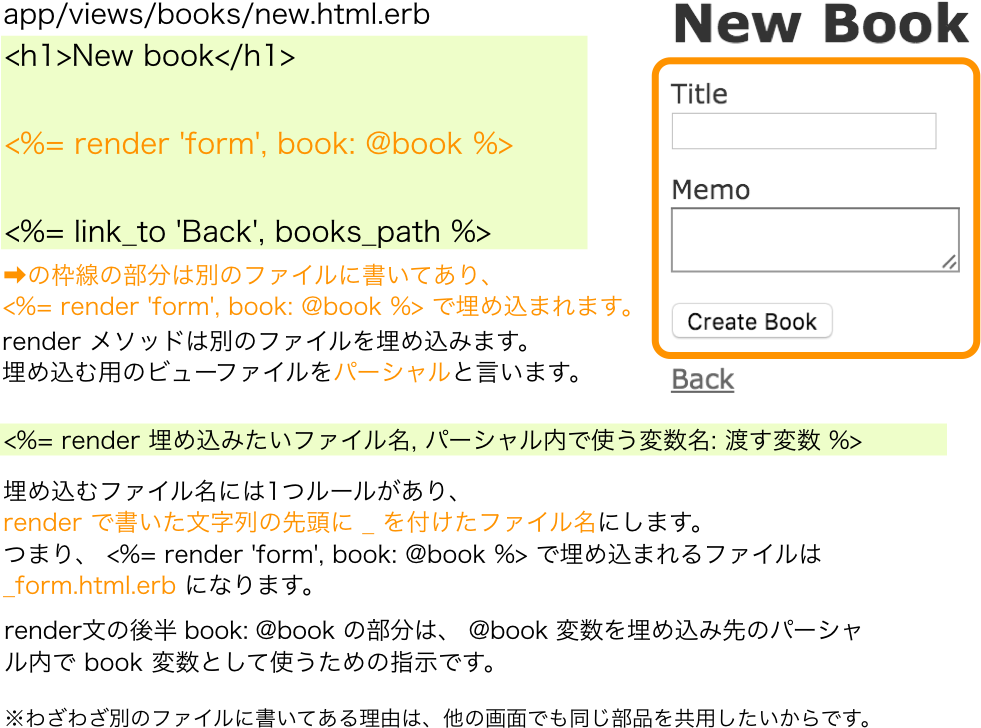 app/views/books/new.html.erb
<h1>New book</h1>
<%= render 'form', book: @book %>
<%= link_to 'Back', books_path %>
➡の枠線の部分は別のファイルに書いてあり、
<%= render 'form', book: @book %> で埋め込まれます。
render メソッドは別のファイルを埋め込みます。
埋め込む用のビューファイルをパーシャルと言います。
New Book
Title
Memo
Create Book
Back
<%= render 埋め込みたいファイル名, パーシャル内で使う変数名: 渡す変数 %>
埋め込むファイル名には1つルールがあり、
render で書いた文字列の先頭に _ を付けたファイル名にします。
つまり、 <%= render 'form', book: @book %> で埋め込まれるファイルは
_form.html.erb になります。
render文の後半 book: @book の部分は、 @book 変数を埋め込み先のパーシャ
ル内で book 変数として使うための指示です。
※わざわざ別のファイルに書いてある理由は、他の画面でも同じ部品を共用したいからです。